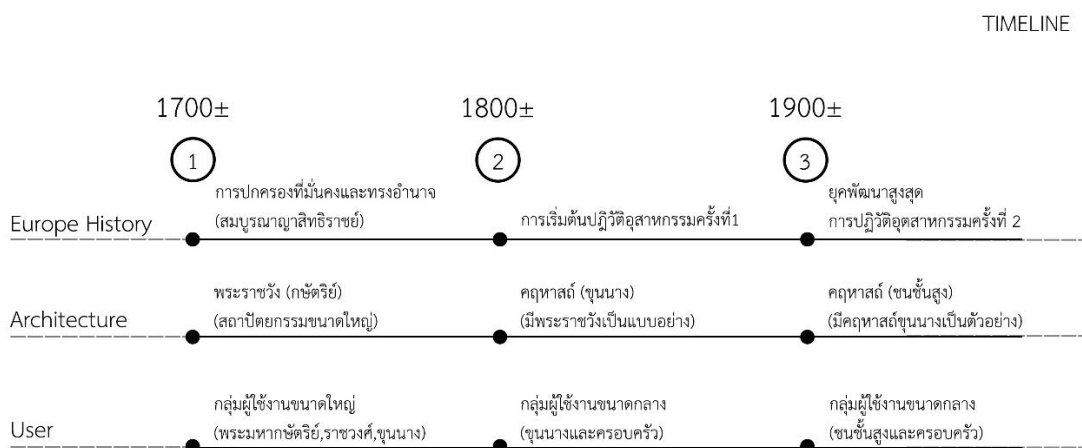 TIMELINE
1700±
1800±
1900±
1
2
3
Europe History
การปกครองที่มั่นคงและทรงอำนาจ
(สมบูรณาญาสิทธิราชย์)
การเริ่มต้นปฎิวัติอุสาหกรรมครั้งที่1
ยุคพัฒนาสูงสุด
การปฏิวัติอุตสาหกรรมครั้งที่ 2
Architecture
พระราชวัง (กษัตริย์)
(สถาปัตยกรรมขนาดใหญ่)
คฤหาสถ์ (ขุนนาง)
(มีพระราชวังเป็นแบบอย่าง)
คฤหาสถ์ (ชนชั้นสูง)
(มีคฤหาสถ์ขุนนางเป็นตัวอย่าง)
User
กลุ่มผู้ใช้งานขนาดใหญ่
(พระมหากษัตริย์,ราชวงศ์,ขุนนาง)
กลุ่มผู้ใช้งานขนาดกลาง
(ขุนนางและครอบครัว)
กลุ่มผู้ใช้งานขนาดกลาง
(ชนชั้นสูงและครอบครัว)